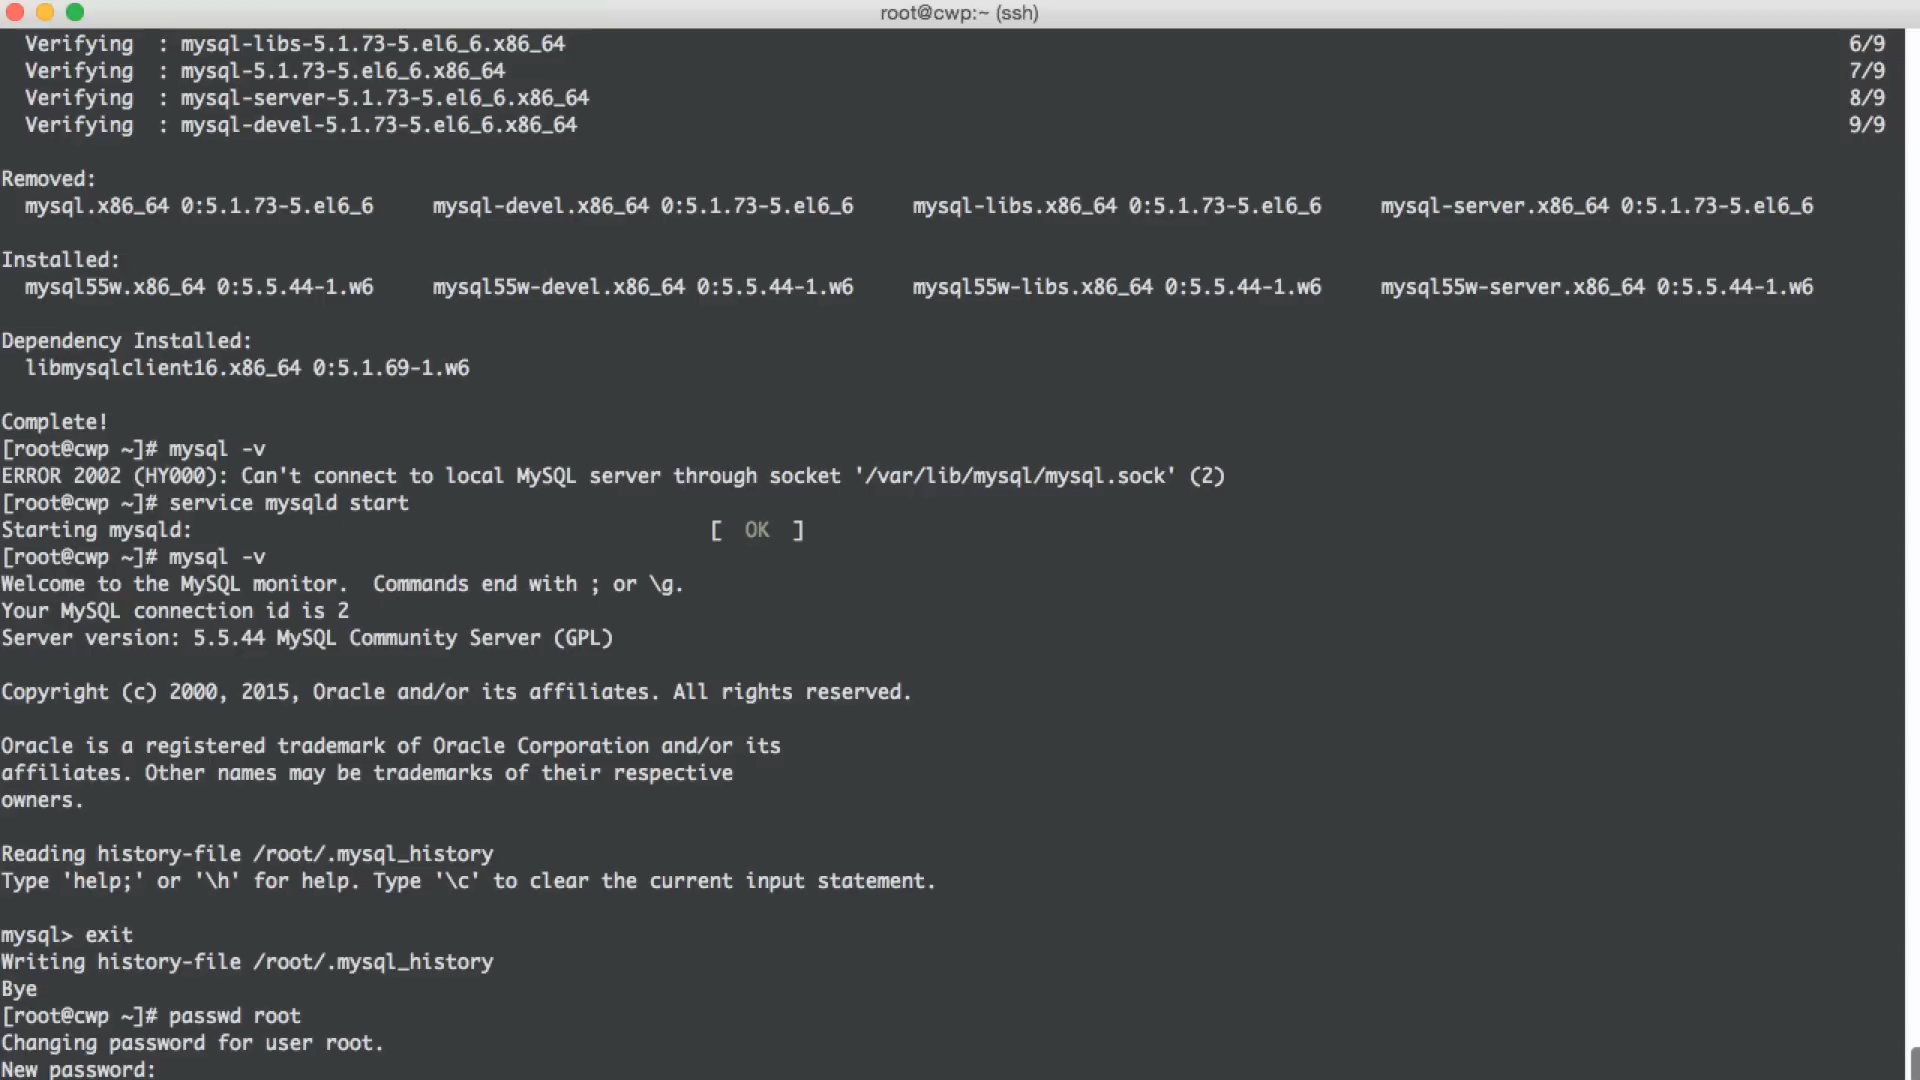 root@cwp:~ (ssh)
Verifying  : mysql-libs-5.1.73-5.el6_6.x86_64 6/9
Verifying  : mysql-5.1.73-5.el6_6.x86_64 7/9
Verifying  : mysql-server-5.1.73-5.el6_6.x86_64 8/9
Verifying  : mysql-devel-5.1.73-5.el6_6.x86_64 9/9
Removed:
mysql.x86_64 0:5.1.73-5.el6_6     mysql-devel.x86_64 0:5.1.73-5.el6_6     mysql-libs.x86_64 0:5.1.73-5.el6_6     mysql-server.x86_64 0:5.1.73-5.el6_6
Installed:
mysql55w.x86_64 0:5.5.44-1.w6     mysql55w-devel.x86_64 0:5.5.44-1.w6     mysql55w-libs.x86_64 0:5.5.44-1.w6     mysql55w-server.x86_64 0:5.5.44-1.w6
Dependency Installed:
libmysqlclient16.x86_64 0:5.1.69-1.w6
Complete!
[root@cwp ~]# mysql -v
ERROR 2002 (HY000): Can't connect to local MySQL server through socket '/var/lib/mysql/mysql.sock' (2)
[root@cwp ~]# service mysqld start
Starting mysqld: [  OK  ]
[root@cwp ~]# mysql -v
Welcome to the MySQL monitor.  Commands end with ; or \g.
Your MySQL connection id is 2
Server version: 5.5.44 MySQL Community Server (GPL)
Copyright (c) 2000, 2015, Oracle and/or its affiliates. All rights reserved.
Oracle is a registered trademark of Oracle Corporation and/or its
affiliates. Other names may be trademarks of their respective
owners.
Reading history-file /root/.mysql_history
Type 'help;' or '\h' for help. Type '\c' to clear the current input statement.
mysql> exit
Writing history-file /root/.mysql_history
Bye
[root@cwp ~]# passwd root
Changing password for user root.
New password: